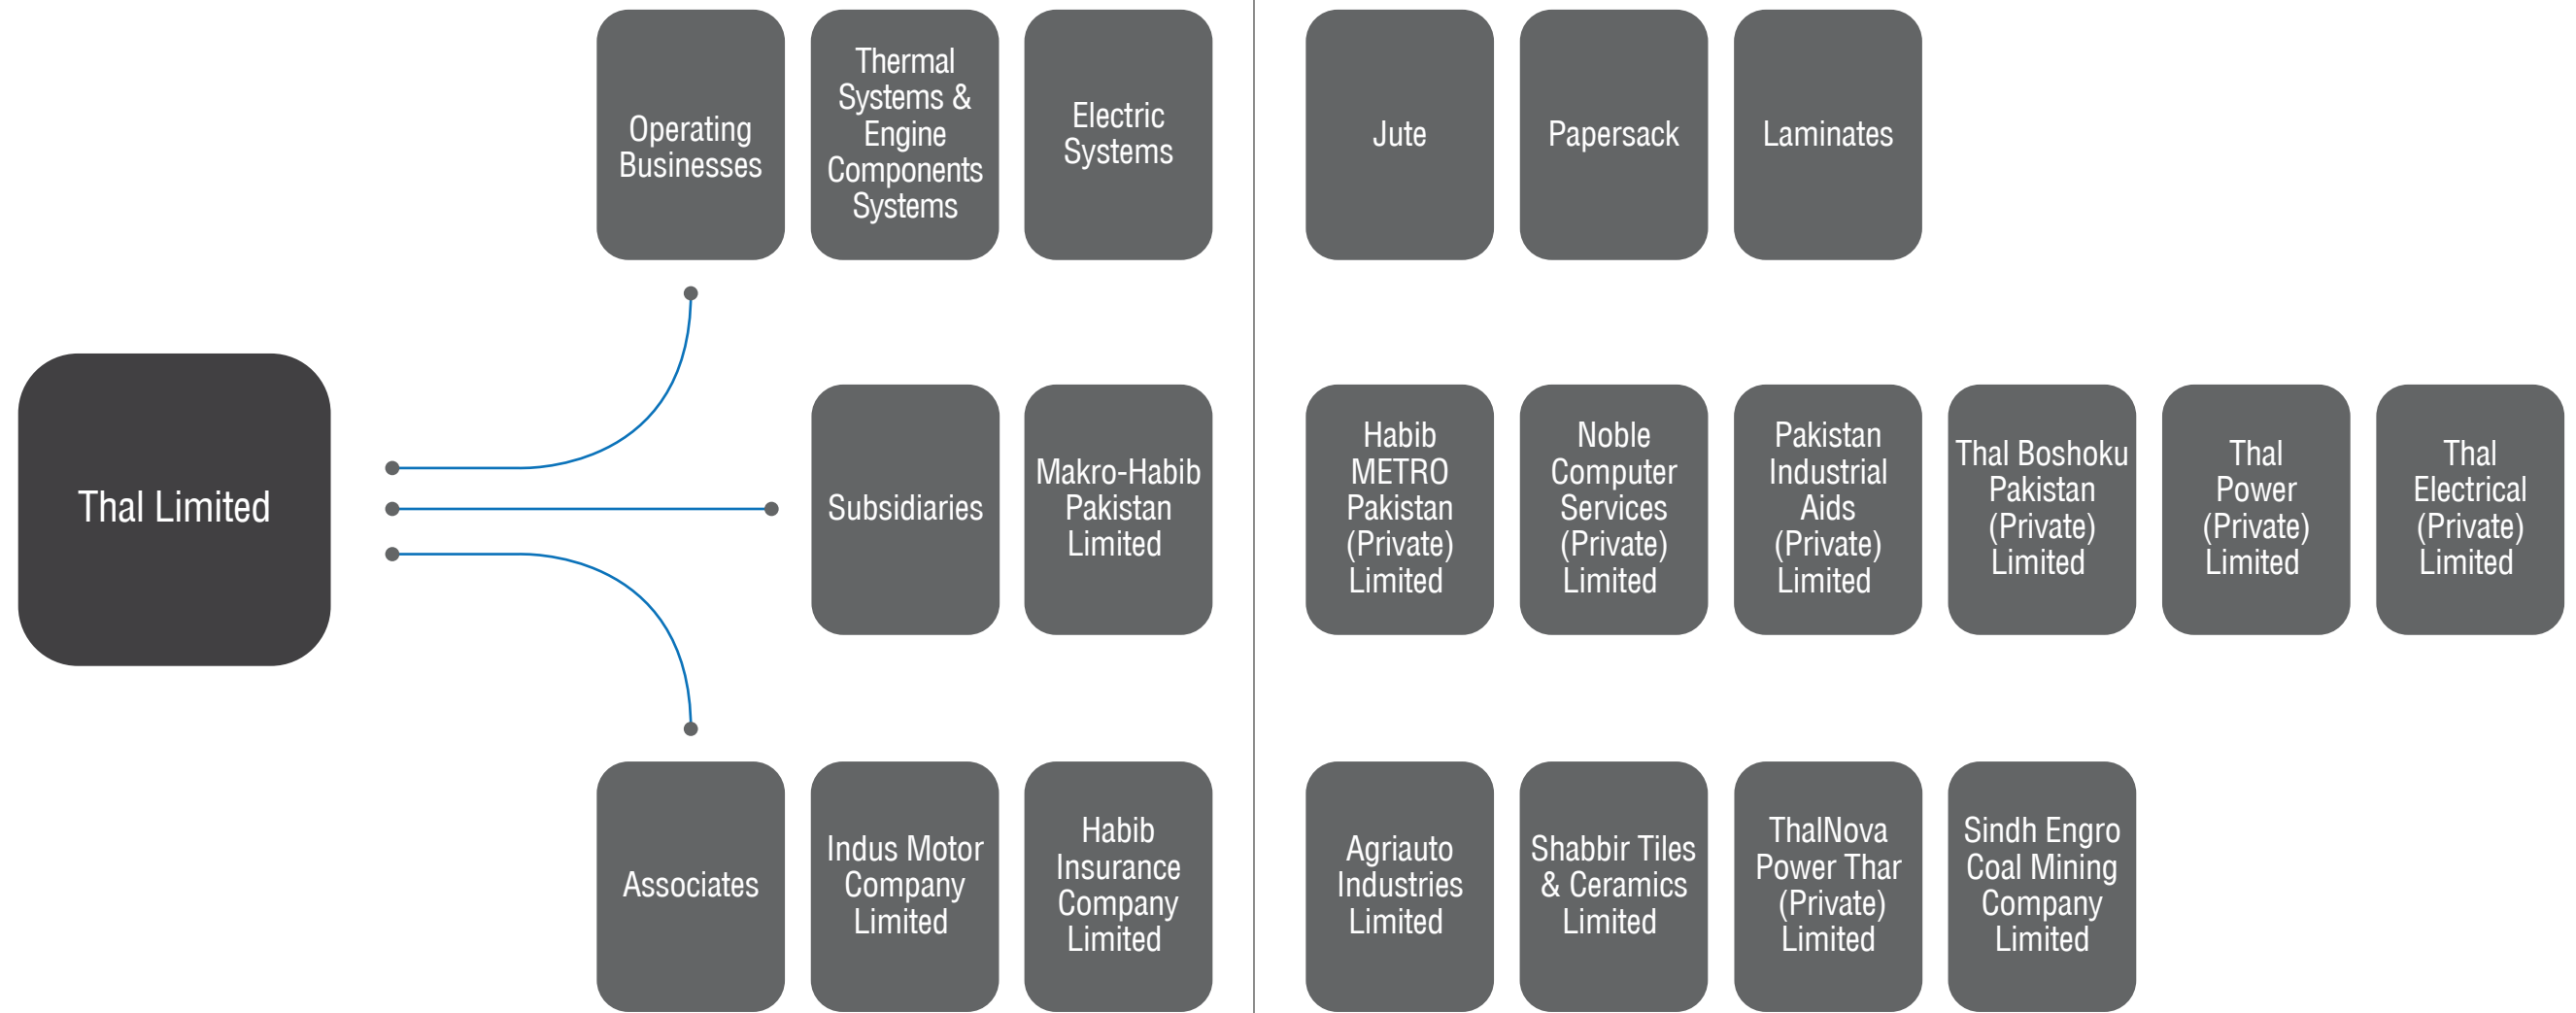 Thal Limited
Operating
Businesses
Thermal
Systems &
Engine
Components
Systems
Electric
Systems
Jute
Papersack
Laminates
Subsidiaries
Makro-Habib
Pakistan
Limited
Habib
METRO
Pakistan
(Private)
Limited
Noble
Computer
Services
(Private)
Limited
Pakistan
Industrial
Aids
(Private)
Limited
Thal Boshoku
Pakistan
(Private)
Limited
Thal
Power
(Private)
Limited
Thal
Electrical
(Private)
Limited
Associates
Indus Motor
Company
Limited
Habib
Insurance
Company
Limited
Agriauto
Industries
Limited
Shabbir Tiles
& Ceramics
Limited
ThalNova
Power Thar
(Private)
Limited
Sindh Engro
Coal Mining
Company
Limited